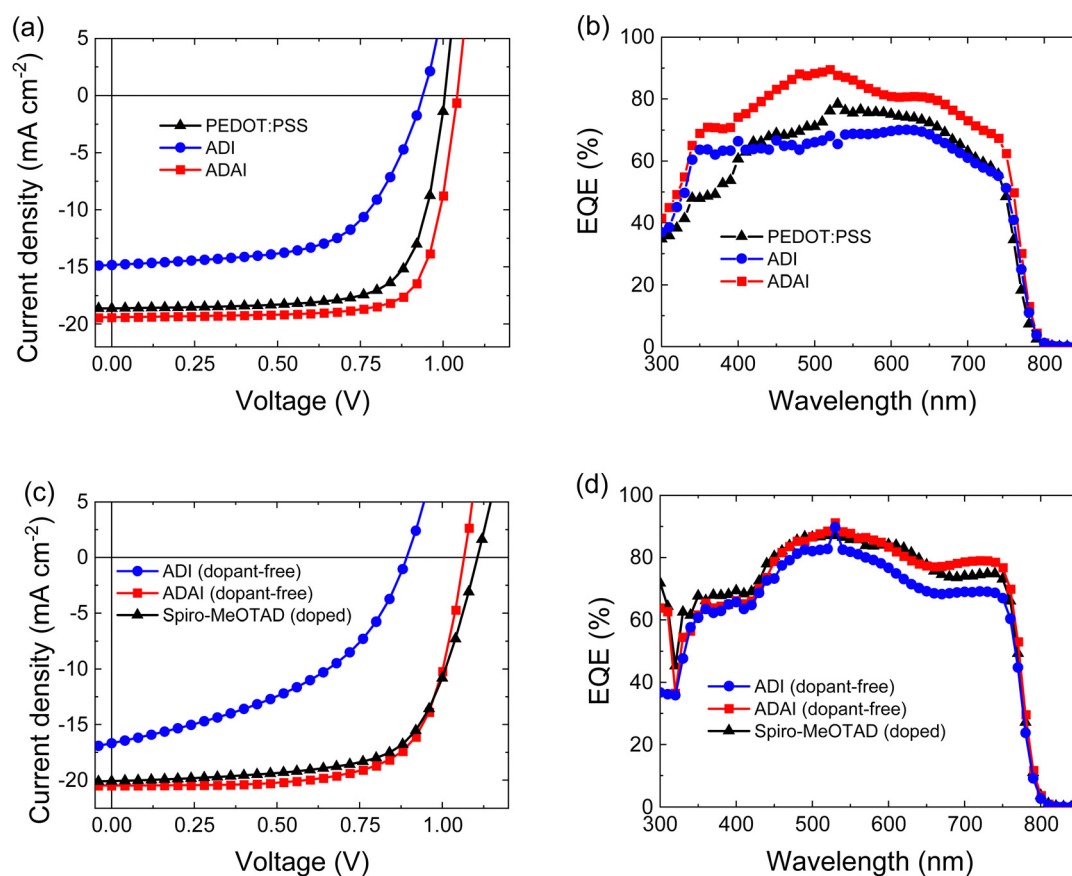 (a)
5
0
-5
-10
-15
-20
Current density (mA cm⁻²)
PEDOT:PSS
ADI
ADAI
0.00 0.25 0.50 0.75 1.00
Voltage (V)
(b)
100
80
60
40
20
0
EQE (%)
PEDOT:PSS
ADI
ADAI
300 400 500 600 700 800
Wavelength (nm)
(c)
5
0
-5
-10
-15
-20
Current density (mA cm⁻²)
ADI (dopant-free)
ADAI (dopant-free)
Spiro-MeOTAD (doped)
0.00 0.25 0.50 0.75 1.00
Voltage (V)
(d)
100
80
60
40
20
0
EQE (%)
ADI (dopant-free)
ADAI (dopant-free)
Spiro-MeOTAD (doped)
300 400 500 600 700 800
Wavelength (nm)